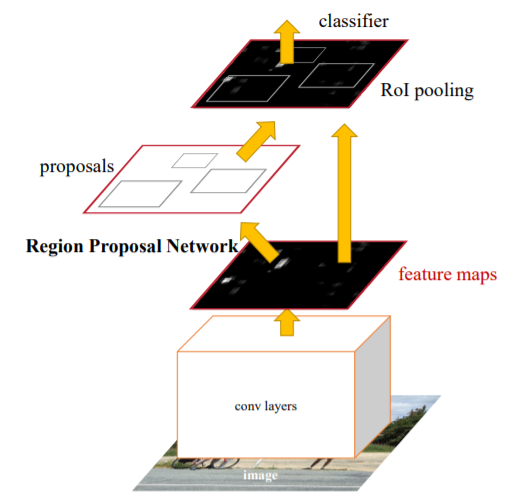 classifier
RoI pooling
proposals
Region Proposal Network
feature maps
conv layers
image